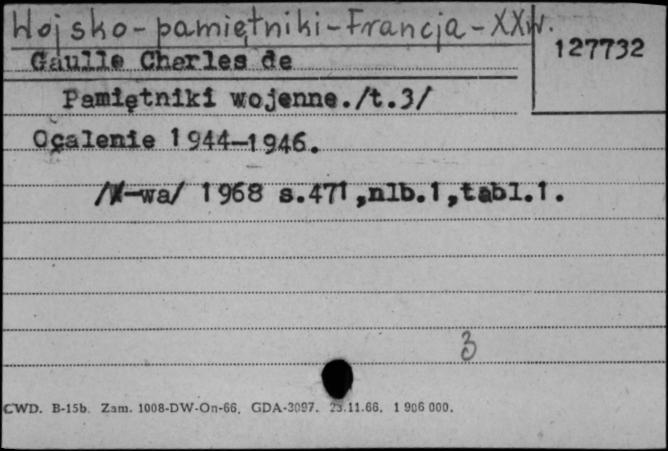 Wojsko-pamiętniki-Francja-XXw.
127732
Gaulle Charles de
Pamiętniki wojenne./t.3/
Ocalenie 1944-1946.
/W-wa/ 1968 s.471,nlb.1,tabl.1.
3
CWD. B-15b. Zam. 1008-DW-On-66. GDA-3097. 23.11.66. 1 906 000.